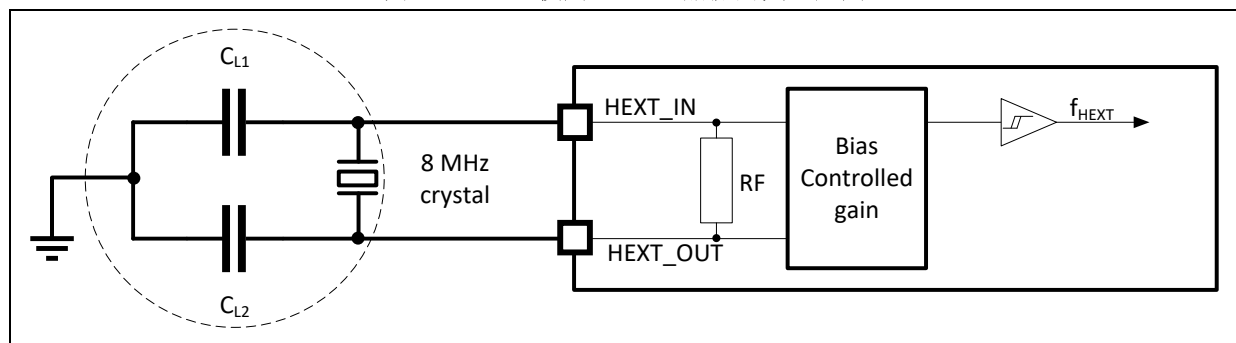 CL1
HEXT_IN
fHEXT
8 MHz
crystal
RF
Bias
Controlled
gain
HEXT_OUT
CL2